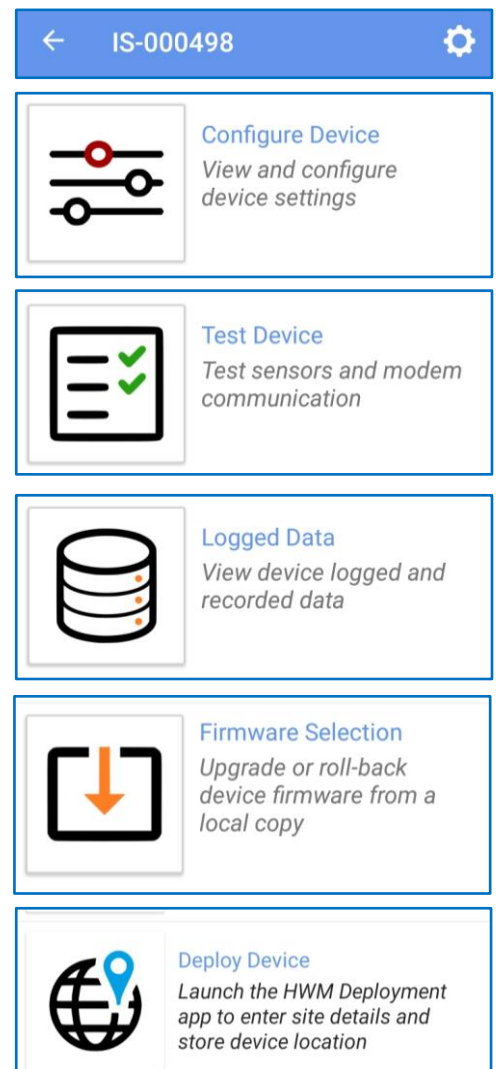 IS-000498
Configure Device
View and configure
device settings
Test Device
Test sensors and modem
communication
Logged Data
View device logged and
recorded data
Firmware Selection
Upgrade or roll-back
device firmware from a
local copy
Deploy Device
Launch the HWM Deployment
app to enter site details and
store device location